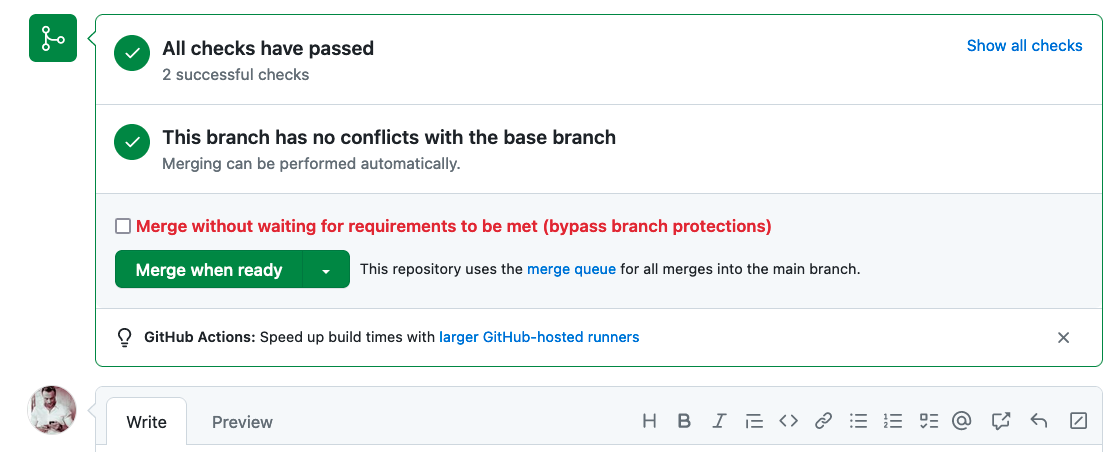 All checks have passed
Show all checks
2 successful checks
This branch has no conflicts with the base branch
Merging can be performed automatically.
Merge without waiting for requirements to be met (bypass branch protections)
Merge when ready
This repository uses the merge queue for all merges into the main branch.
GitHub Actions: Speed up build times with larger GitHub-hosted runners
Write
Preview